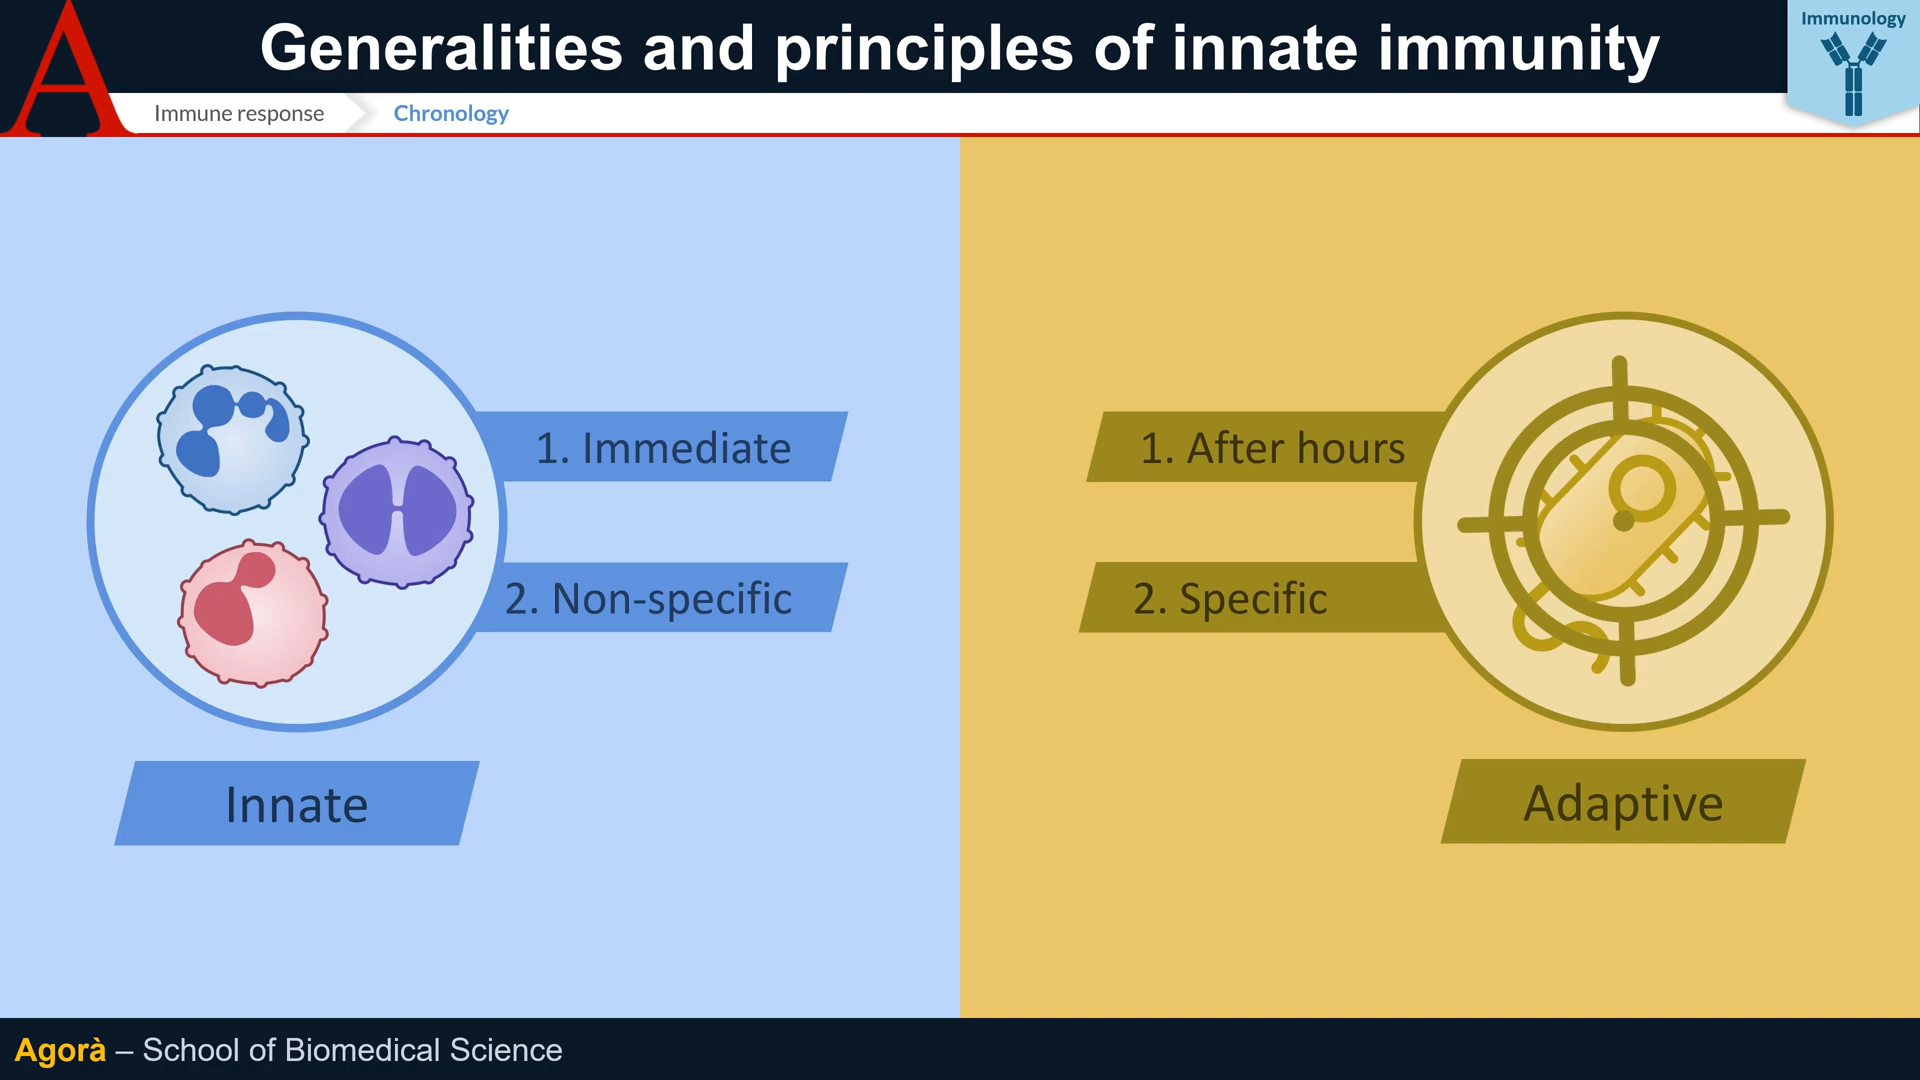 Generalities and principles of innate immunity
Immunology
Immune response
Chronology
1. Immediate
2. Non-specific
Innate
1. After hours
2. Specific
Adaptive
Agorà – School of Biomedical Science